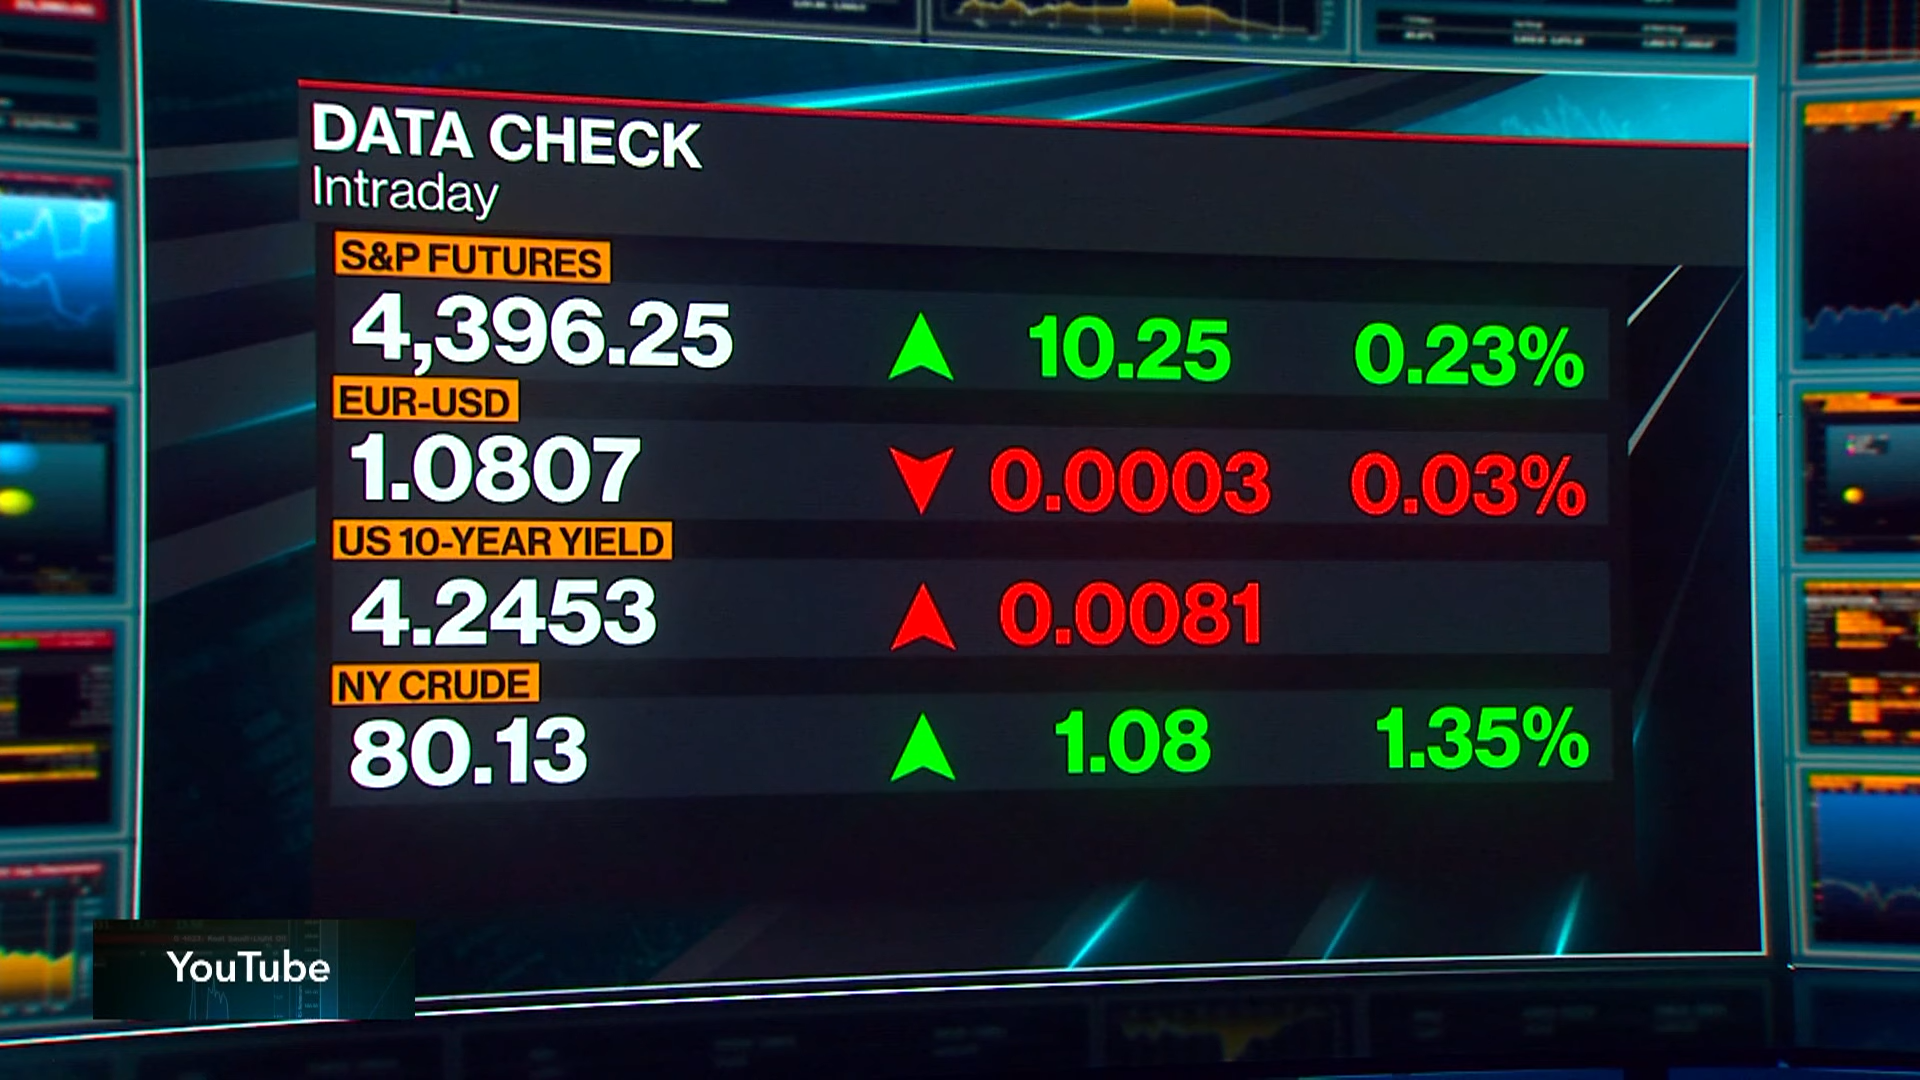 DATA CHECK
Intraday
S&P FUTURES
4,396.25 10.25 0.23%
EUR-USD
1.0807 0.0003 0.03%
US 10-YEAR YIELD
4.2453 0.0081
NY CRUDE
80.13 1.08 1.35%
YouTube